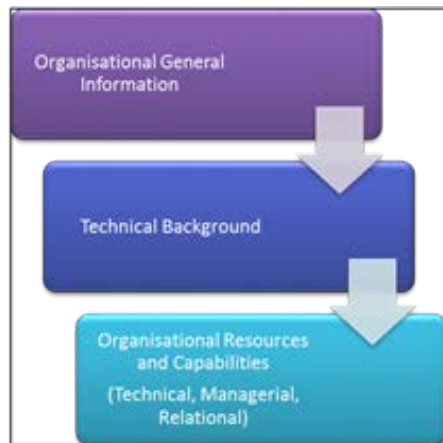 Organisational General
Information
Technical Background
Organisational Resources
and Capabilities
(Technical, Managerial,
Relational)